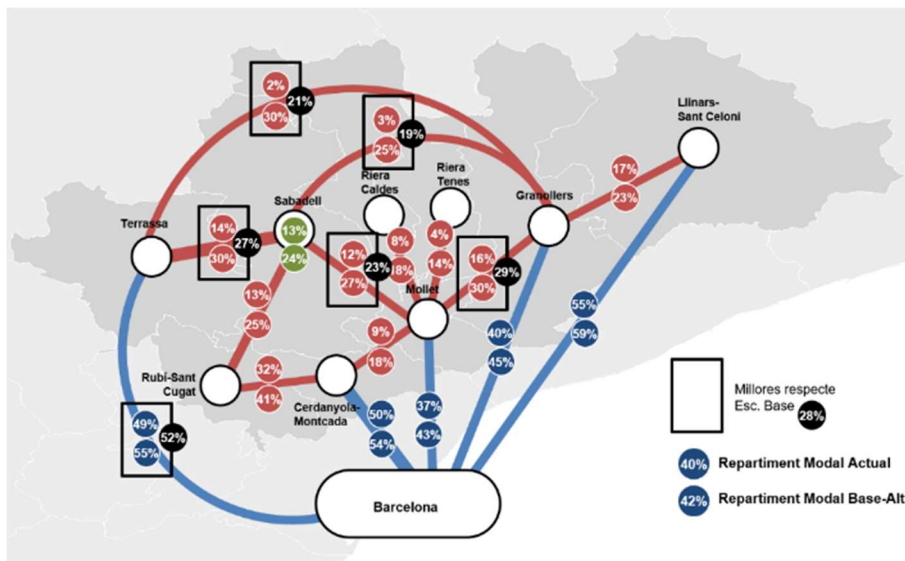 2%
21%
30%
3%
19%
25%
Llinars-
Sant Celoni
Riera
Caldes
Riera
Tenes
Granollers
17%
23%
Sabadell
Terrassa
14%
27%
30%
13%
24%
12%
23%
27%
8%
18%
4%
14%
16%
29%
30%
Mollet
13%
25%
9%
18%
40%
45%
55%
59%
Rubí-Sant
Cugat
32%
41%
Cerdanyola-
Montcada
50%
54%
37%
43%
49%
52%
55%
Barcelona
Millores respecte
Esc. Base
28%
40% Repartiment Modal Actual
42% Repartiment Modal Base-Alt